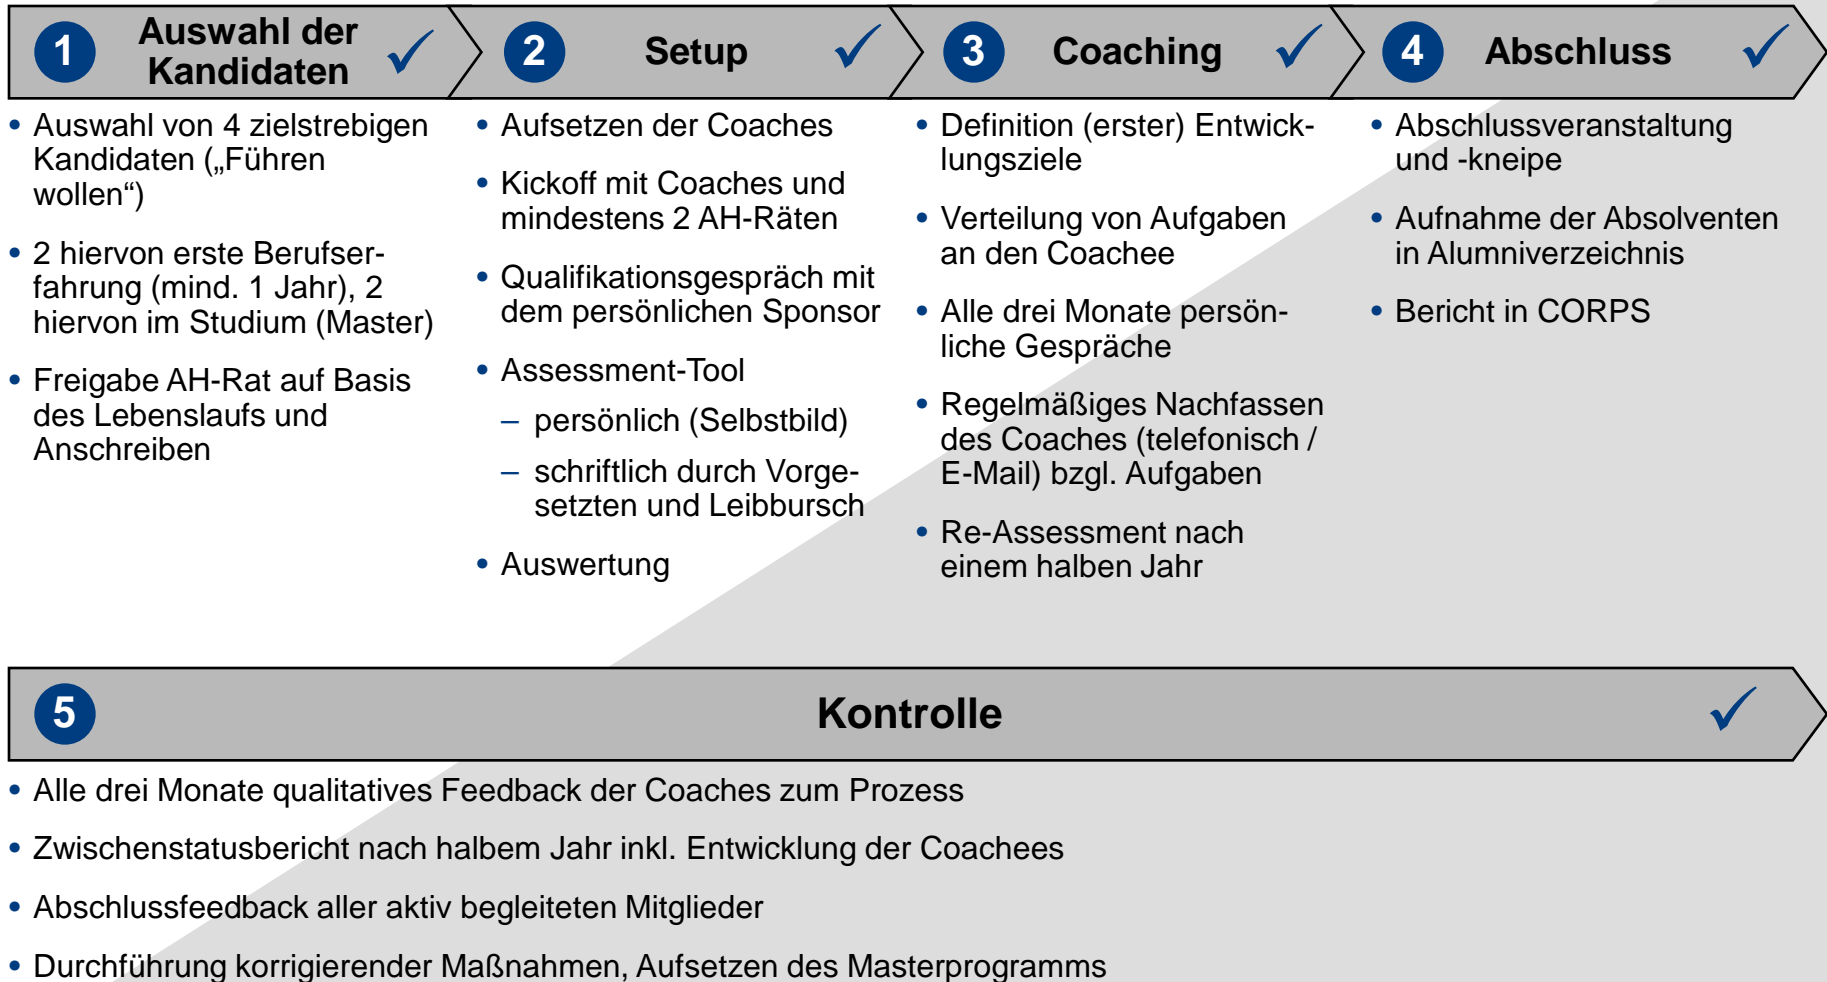 1
Auswahl der
Kandidaten
• Auswahl von 4 zielstrebigen
Kandidaten („Führen
wollen“)
• 2 hiervon erste Berufser-
fahrung (mind. 1 Jahr), 2
hiervon im Studium (Master)
• Freigabe AH-Rat auf Basis
des Lebenslaufs und
Anschreiben
2
Setup
• Aufsetzen der Coaches
• Kickoff mit Coaches und
mindestens 2 AH-Räten
• Qualifikationsgespräch mit
dem persönlichen Sponsor
• Assessment-Tool
– persönlich (Selbstbild)
– schriftlich durch Vorge-
setzten und Leibbursch
• Auswertung
3
Coaching
• Definition (erster) Entwick-
lungsziele
• Verteilung von Aufgaben
an den Coachee
• Alle drei Monate persön-
liche Gespräche
• Regelmäßiges Nachfassen
des Coaches (telefonisch /
E-Mail) bzgl. Aufgaben
• Re-Assessment nach
einem halben Jahr
4
Abschluss
• Abschlussveranstaltung
und -kneipe
• Aufnahme der Absolventen
in Alumniverzeichnis
• Bericht in CORPS
5
Kontrolle
• Alle drei Monate qualitatives Feedback der Coaches zum Prozess
• Zwischenstatusbericht nach halbem Jahr inkl. Entwicklung der Coachees
• Abschlussfeedback aller aktiv begleiteten Mitglieder
• Durchführung korrigierender Maßnahmen, Aufsetzen des Masterprogramms